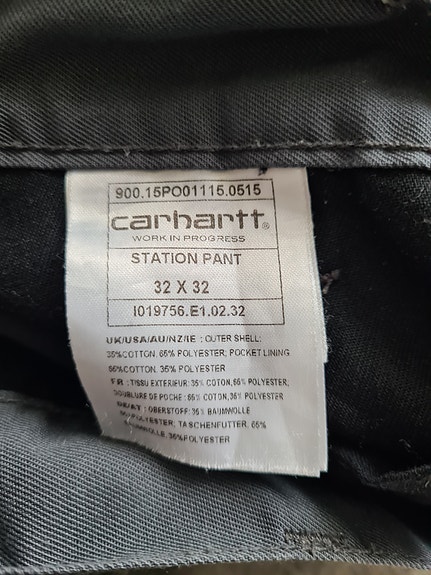 900.15PO01115.0515
carhartt®
WORK IN PROGRESS
STATION PANT
32 X 32
I019756.E1.02.32
UK/USA/AU/NZ/IE : OUTER SHELL:
35%COTTON, 65% POLYESTER; POCKET LINING
65%COTTON, 35% POLYESTER
FR : TISSU EXTERIEUR: 35% COTON, 65% POLYESTER;
DOUBLURE DE POCHE : 65% COTON, 35% POLYESTER
DE/AT : OBERSTOFF: 35% BAUMWOLLE
65%POLYESTER; TASCHENFUTTER, 65%
BAUMWOLLE, 35%POLYESTER